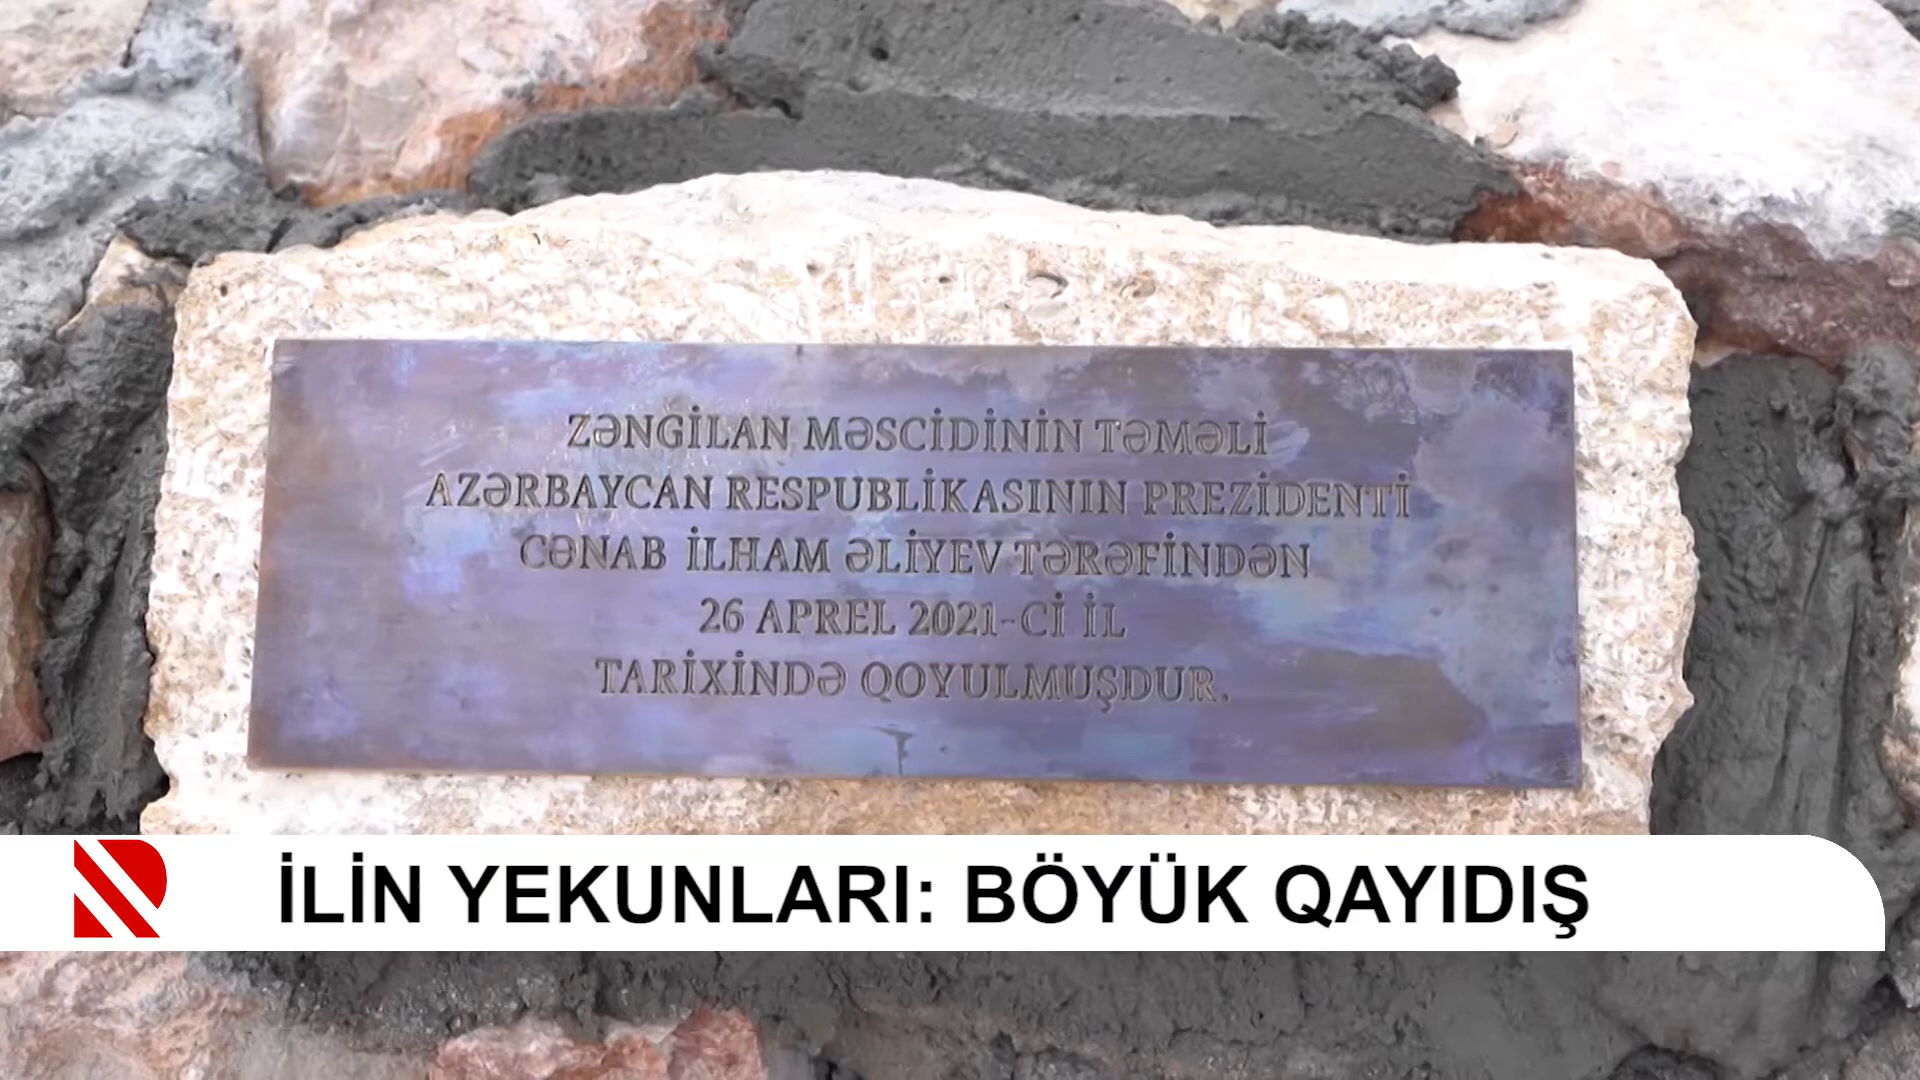 ZƏNGİLAN MƏSCİDİNİN TƏMƏLİ
AZƏRBAYCAN RESPUBLİKASININ PREZİDENTİ
CƏNAB İLHAM ƏLİYEV TƏRƏFİNDƏN
26 APREL 2021-Cİ İL
TARİXİNDƏ QOYULMUŞDUR.
İLİN YEKUNLARI: BÖYÜK QAYIDIŞ